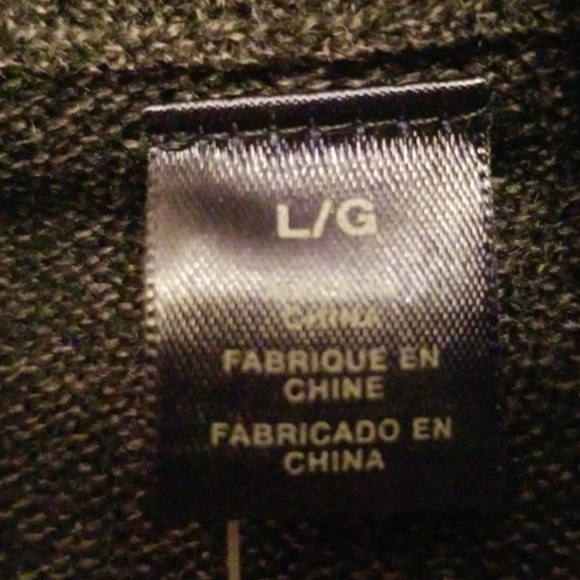 L/G
CHINA
FABRIQUE EN
CHINE
FABRICADO EN
CHINA